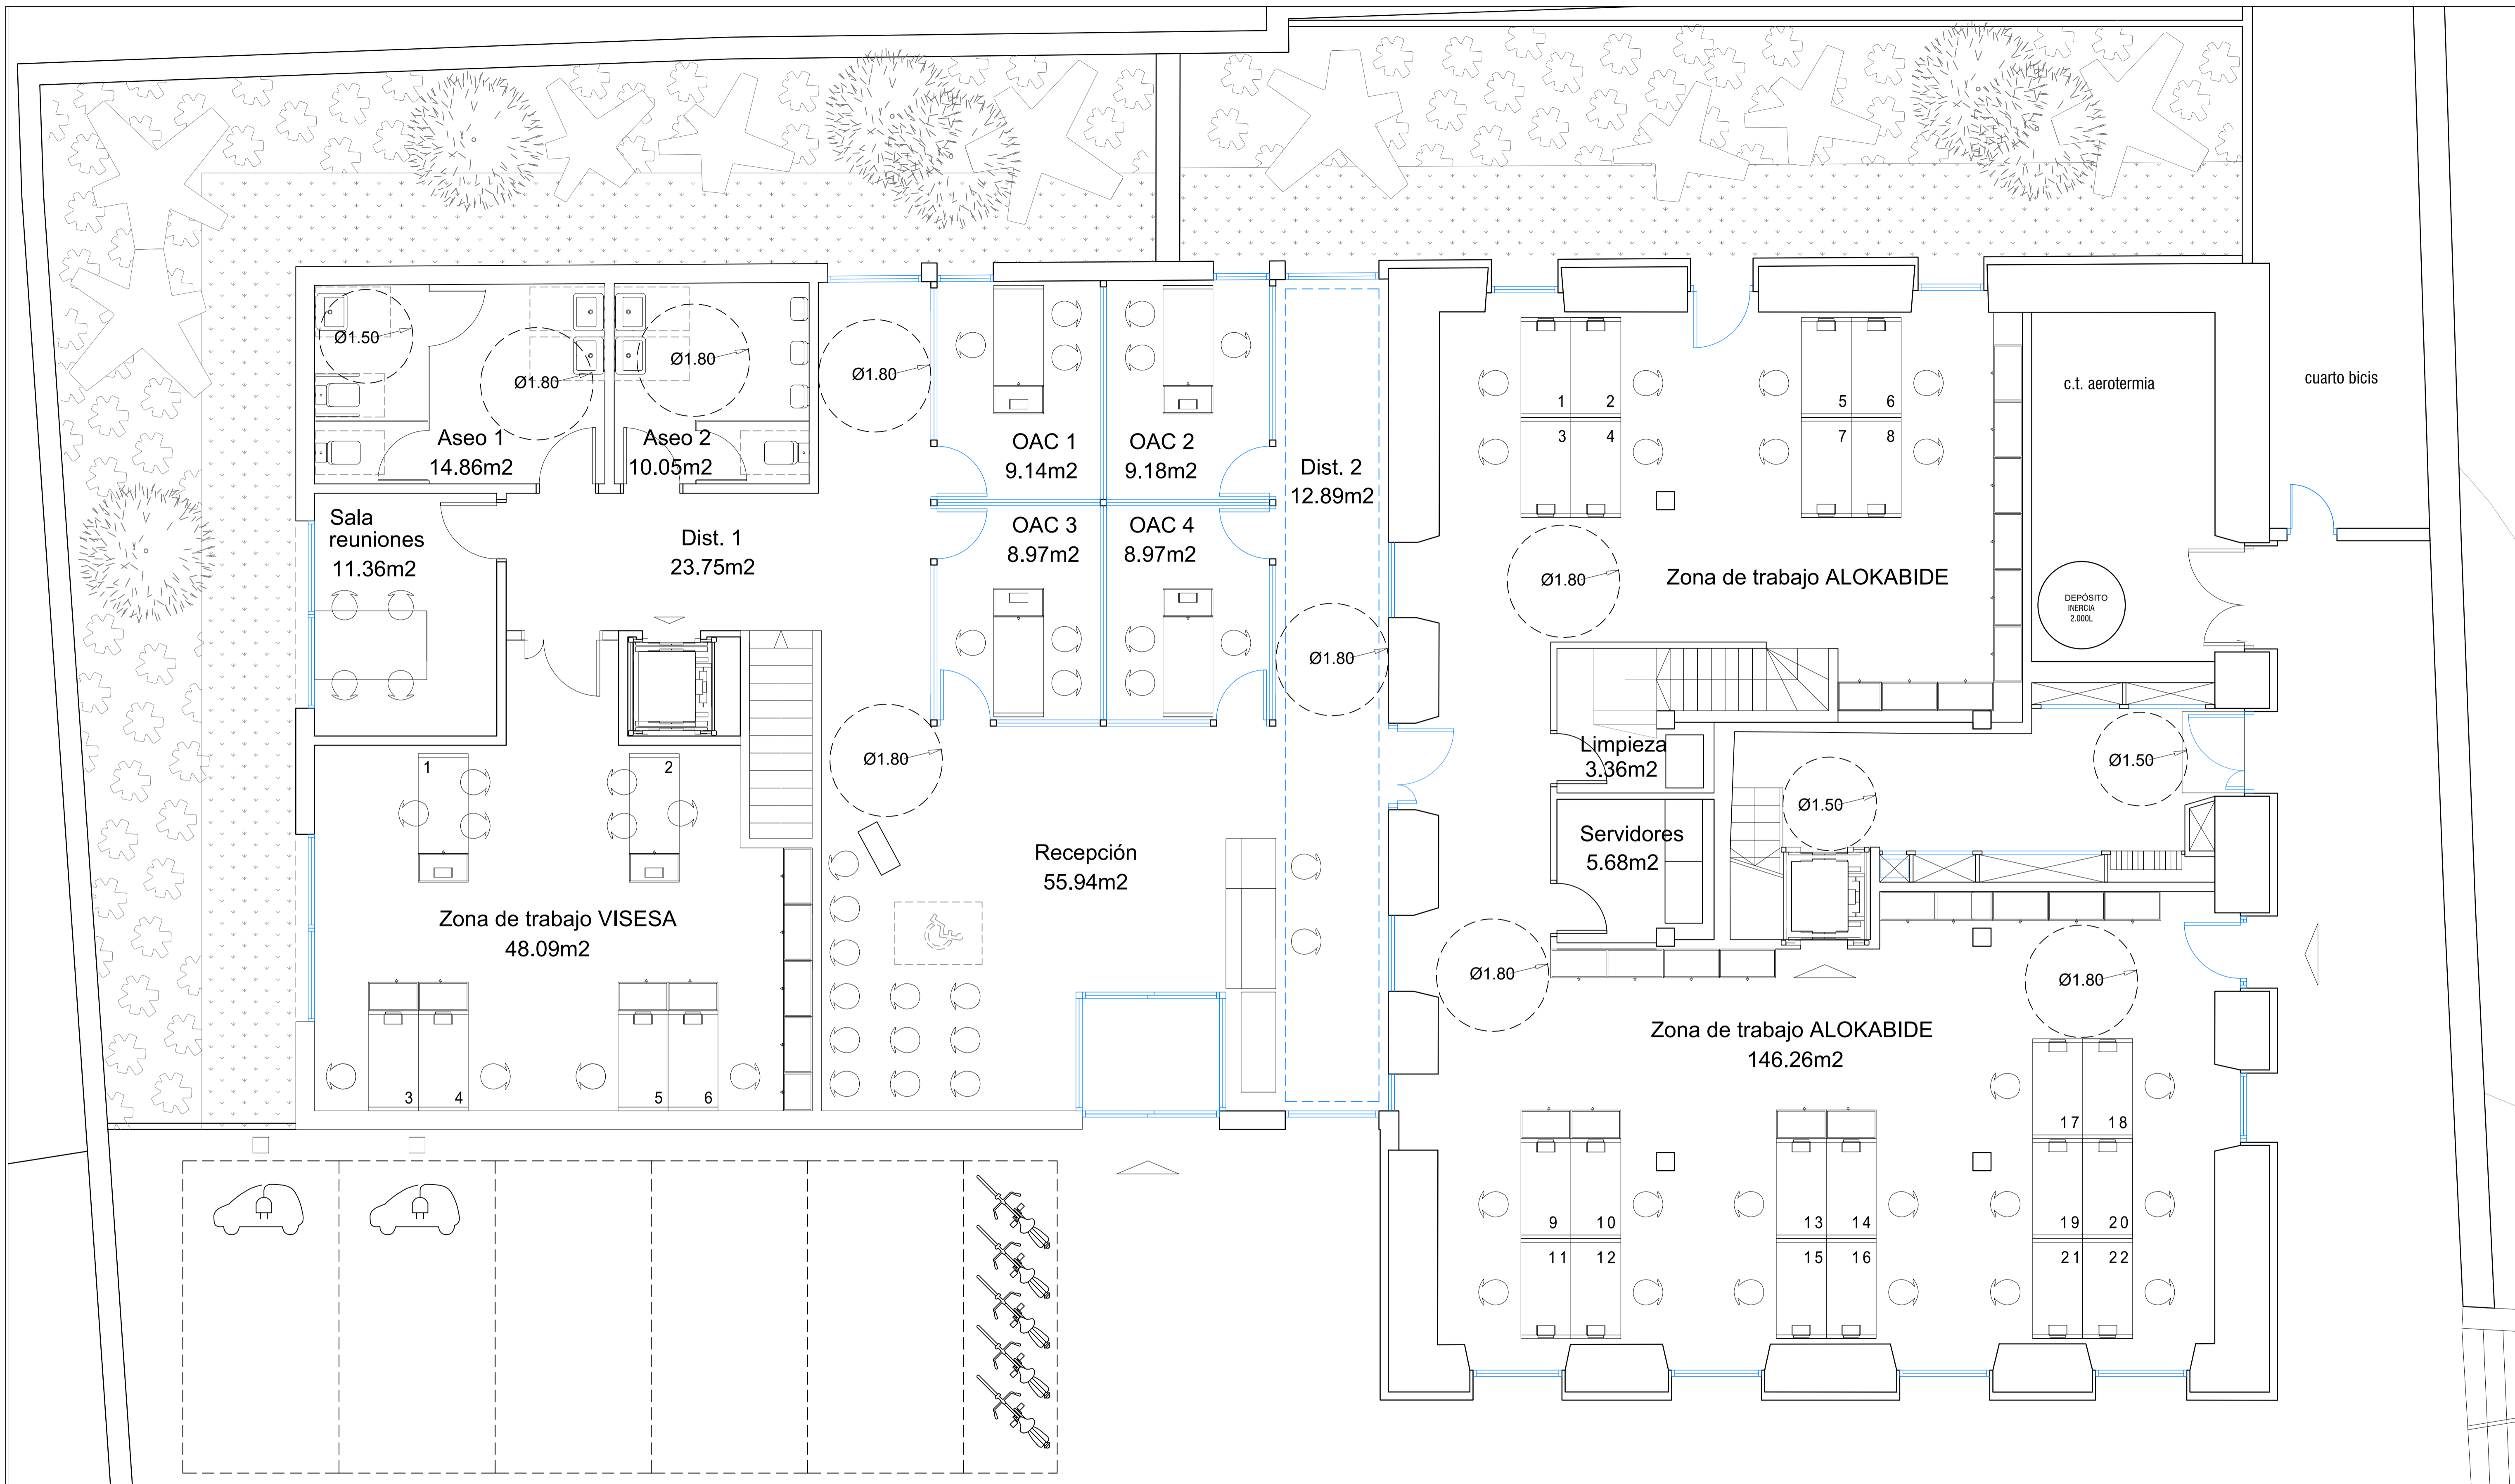 Ø1.50
Ø1.80
Aseo 1
14.86m2
Ø1.80
Aseo 2
10.05m2
Ø1.80
OAC 1
9.14m2
OAC 2
9.18m2
Dist. 2
12.89m2
1 2
3 4
5 6
7 8
c.t. aerotermia
cuarto bicis
Sala
reuniones
11.36m2
Dist. 1
23.75m2
OAC 3
8.97m2
OAC 4
8.97m2
Ø1.80
Zona de trabajo ALOKABIDE
DEPÓSITO
INERCIA
2.000L
Ø1.80
Ø1.80
Limpieza
3.36m2
Ø1.50
Ø1.50
1
2
Servidores
5.68m2
Recepción
55.94m2
Zona de trabajo VISESA
48.09m2
Ø1.80
Ø1.80
Zona de trabajo ALOKABIDE
146.26m2
3 4
5 6
17 18
9 10
11 12
13 14
15 16
19 20
21 22